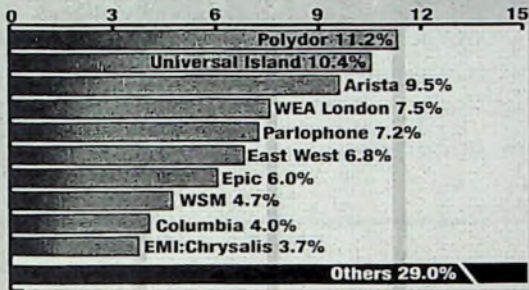 0 3 6 9 12 15
Polydor 11.2%
Universal Island 10.4%
Arista 9.5%
WEA London 7.5%
Parlophone 7.2%
East West 6.8%
Epic 6.0%
WSM 4.7%
Columbia 4.0%
EMI:Chrysalis 3.7%
Others 29.0%